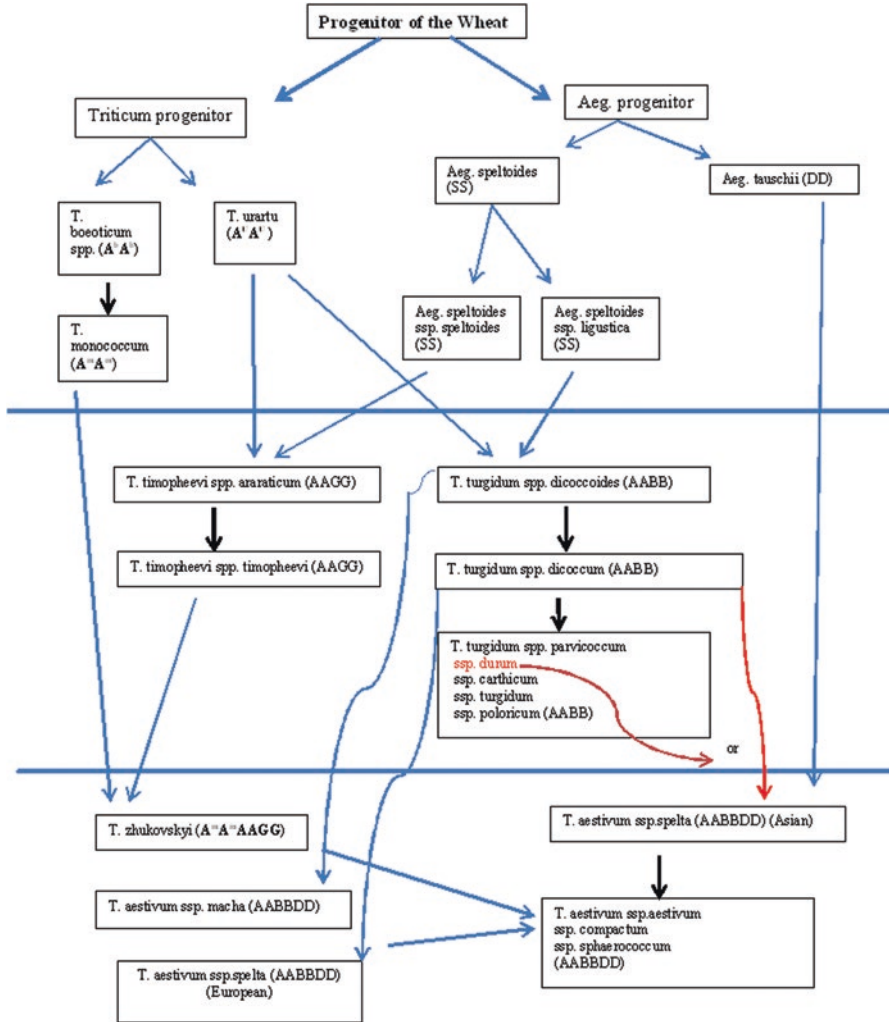 Progenitor of the Wheat
Triticum progenitor
Aeg. progenitor
Aeg. speltoides
(SS)
Aeg. tauschii (DD)
T.
boeoticum
spp. (AᵇAᵇ)
T. urartu
(AᵘAᵘ )
T.
monococcum
(AᵐAᵐ)
Aeg. speltoides
ssp. speltoides
(SS)
Aeg. speltoides
ssp. ligustica
(SS)
T. timopheevi spp. araraticum (AAGG)
T. turgidum spp. dicoccoides (AABB)
T. timopheevi spp. timopheevi (AAGG)
T. turgidum spp. dicoccum (AABB)
T. turgidum spp. parvicoccum
ssp. durum
ssp. carthicum
ssp. turgidum
ssp. poloricum (AABB)
or
T. zhukovskyi (AᵐAᵐAAGG)
T. aestivum ssp.spelta (AABBDD) (Asian)
T. aestivum ssp. macha (AABBDD)
T. aestivum ssp.aestivum
ssp. compactum
ssp. sphaerococcum
(AABBDD)
T. aestivum ssp.spelta (AABBDD)
(European)